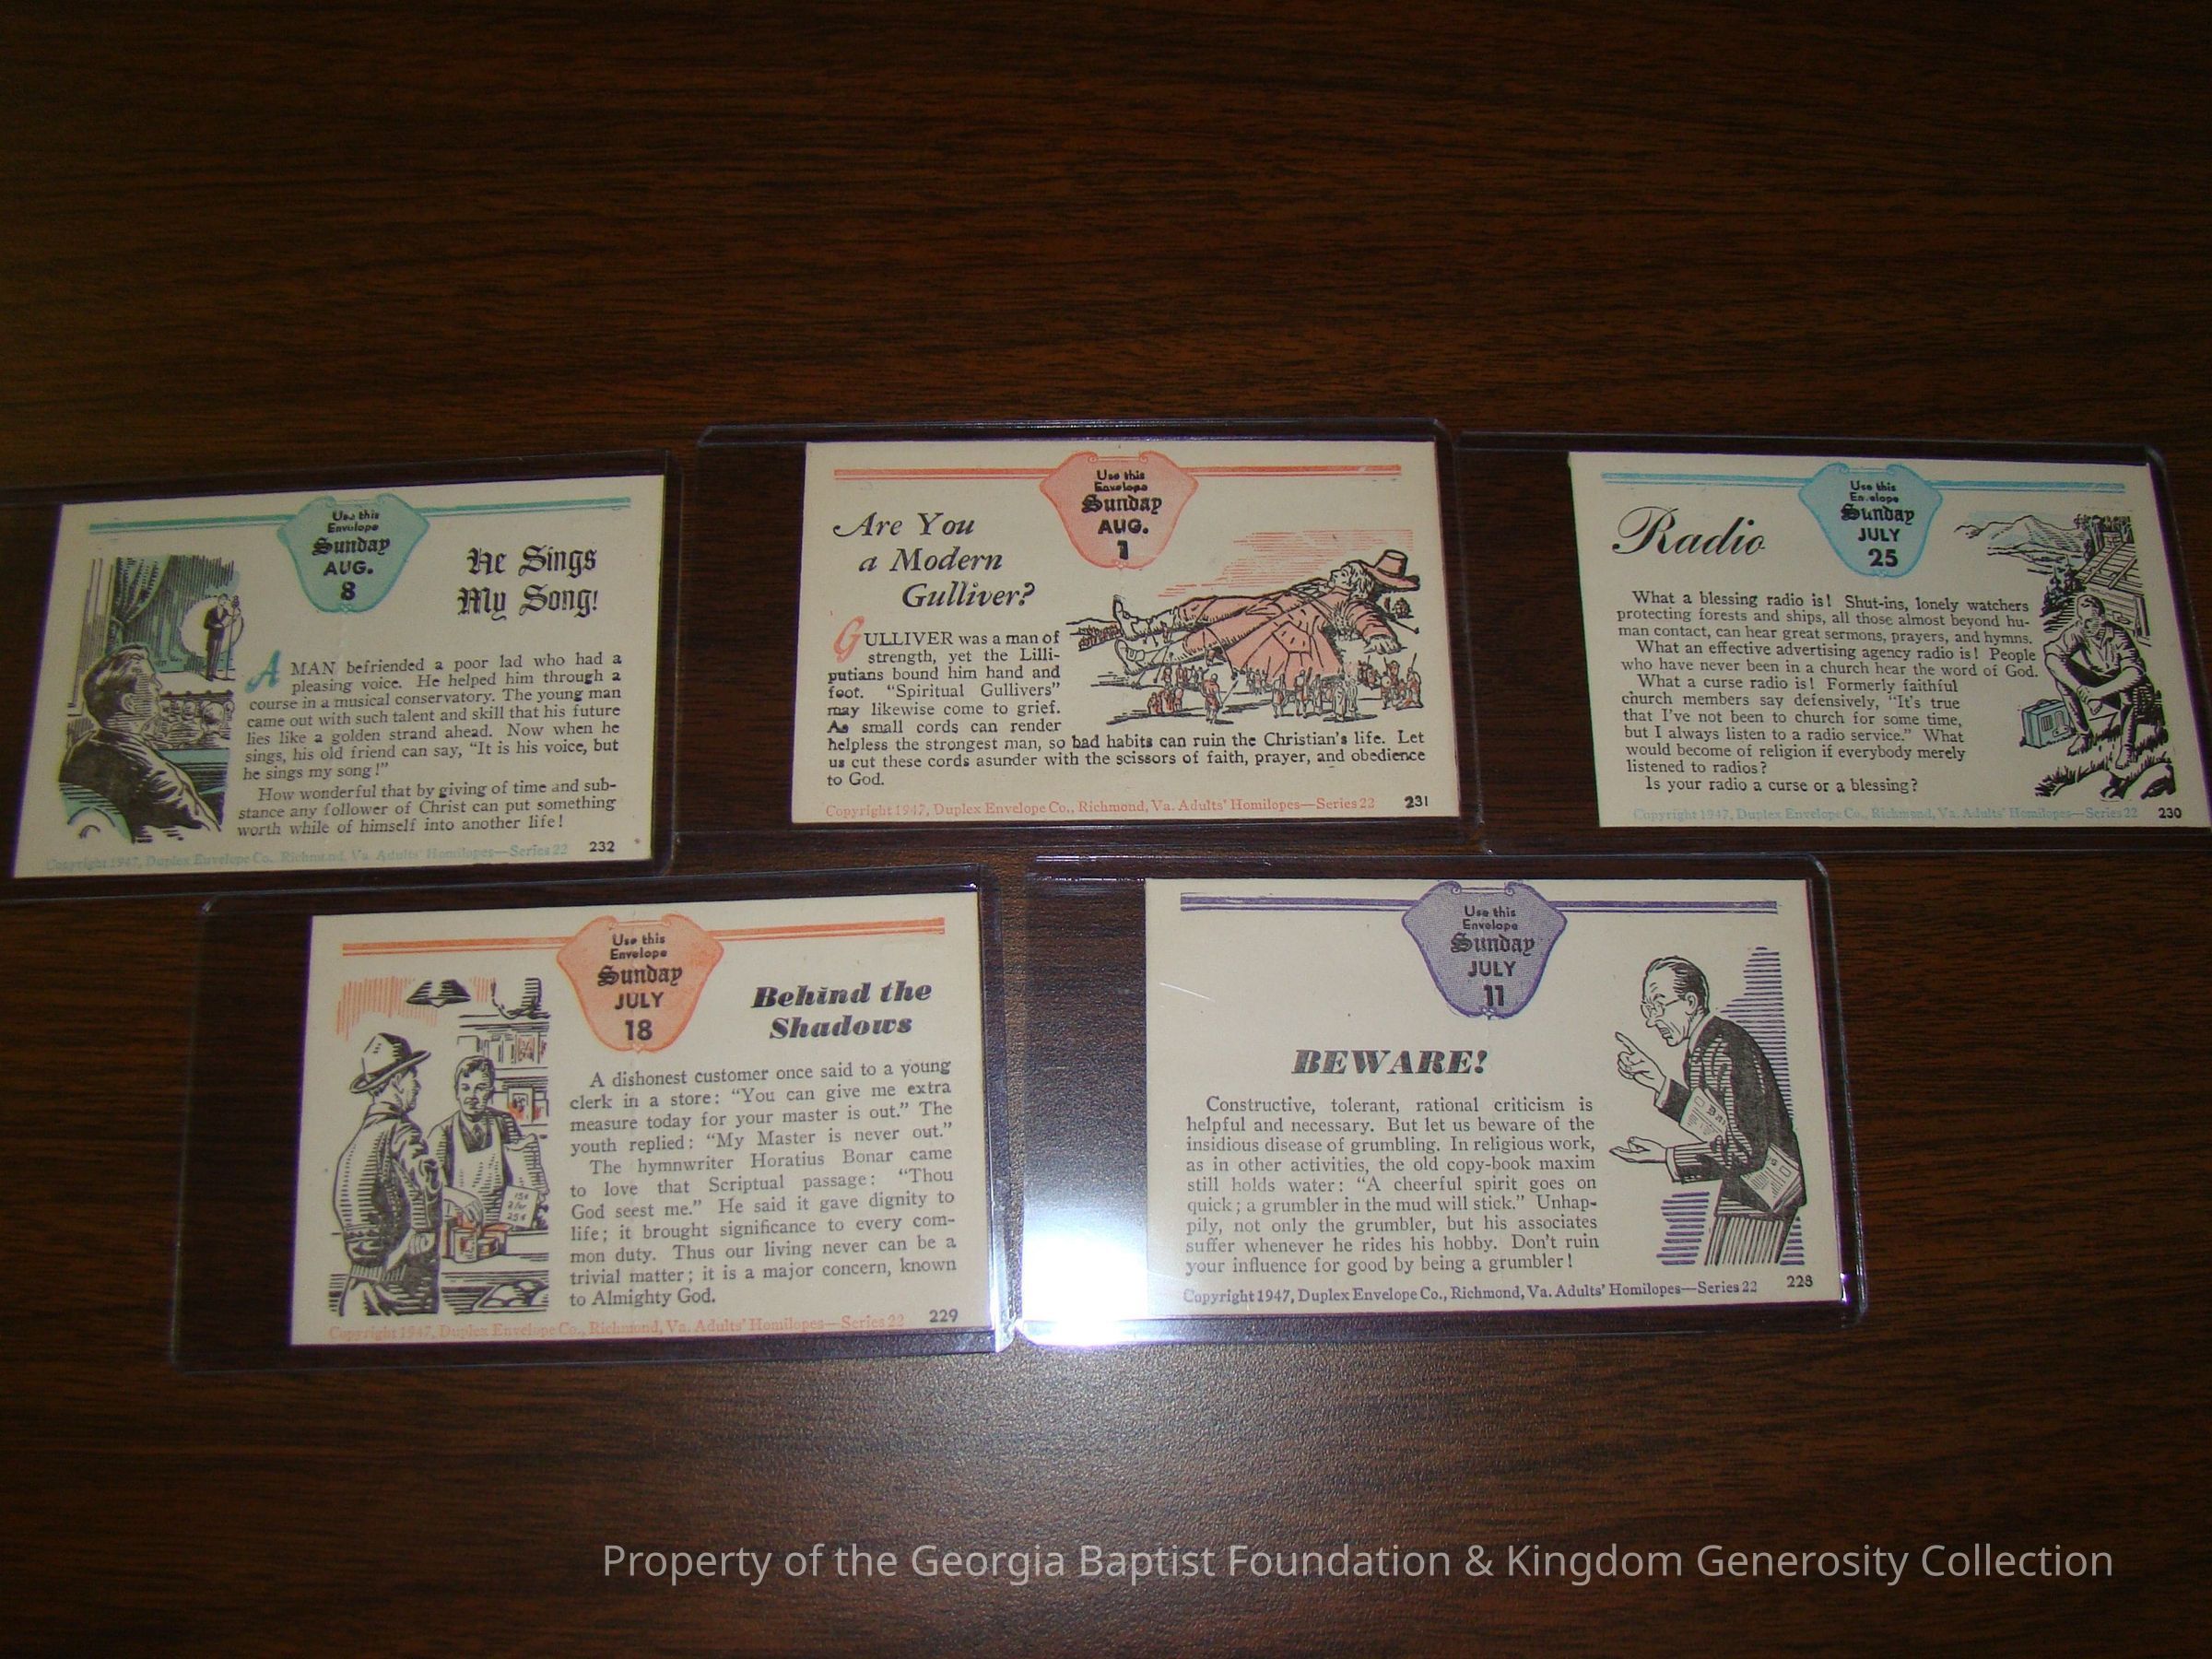 Use this
Envelope
Sunday
AUG.
8
He Sings
My Song!
A MAN befriended a poor lad who had a
pleasing voice. He helped him through a
course in a musical conservatory. The young man
came out with such talent and skill that his future
lies like a golden strand ahead. Now when he
sings, his old friend can say, "It is his voice, but
he sings my song!"
How wonderful that by giving of time and sub-
stance any follower of Christ can put something
worth while of himself into another life!
Copyright 1947, Duplex Envelope Co., Richmond, Va. Adults' Homilopes—Series 22 232
Use this
Envelope
Sunday
AUG.
1
Are You
a Modern
Gulliver?
GULLIVER was a man of
strength, yet the Lilli-
putians bound him hand and
foot. "Spiritual Gullivers"
may likewise come to grief.
As small cords can render
helpless the strongest man, so bad habits can ruin the Christian's life. Let
us cut these cords asunder with the scissors of faith, prayer, and obedience
to God.
Copyright 1947, Duplex Envelope Co., Richmond, Va. Adults' Homilopes—Series 22 231
Use this
Envelope
Sunday
JULY
25
Radio
What a blessing radio is! Shut-ins, lonely watchers
protecting forests and ships, all those almost beyond hu-
man contact, can hear great sermons, prayers, and hymns.
What an effective advertising agency radio is! People
who have never been in a church hear the word of God.
What a curse radio is! Formerly faithful
church members say defensively, "It's true
that I've not been to church for some time,
but I always listen to a radio service." What
would become of religion if everybody merely
listened to radios?
Is your radio a curse or a blessing?
Copyright 1947, Duplex Envelope Co., Richmond, Va. Adults' Homilopes—Series 22 230
Use this
Envelope
Sunday
JULY
18
Behind the
Shadows
A dishonest customer once said to a young
clerk in a store: "You can give me extra
measure today for your master is out." The
youth replied: "My Master is never out."
The hymnwriter Horatius Bonar came
to love that Scriptual passage: "Thou
God seest me." He said it gave dignity to
life; it brought significance to every com-
mon duty. Thus our living never can be a
trivial matter; it is a major concern, known
to Almighty God.
15¢
2 for
25¢
Copyright 1947, Duplex Envelope Co., Richmond, Va. Adults' Homilopes—Series 22 229
Use this
Envelope
Sunday
JULY
11
BEWARE!
Constructive, tolerant, rational criticism is
helpful and necessary. But let us beware of the
insidious disease of grumbling. In religious work,
as in other activities, the old copy-book maxim
still holds water: "A cheerful spirit goes on
quick; a grumbler in the mud will stick." Unhap-
pily, not only the grumbler, but his associates
suffer whenever he rides his hobby. Don't ruin
your influence for good by being a grumbler!
Copyright 1947, Duplex Envelope Co., Richmond, Va. Adults' Homilopes—Series 22 228
Property of the Georgia Baptist Foundation & Kingdom Generosity Collection